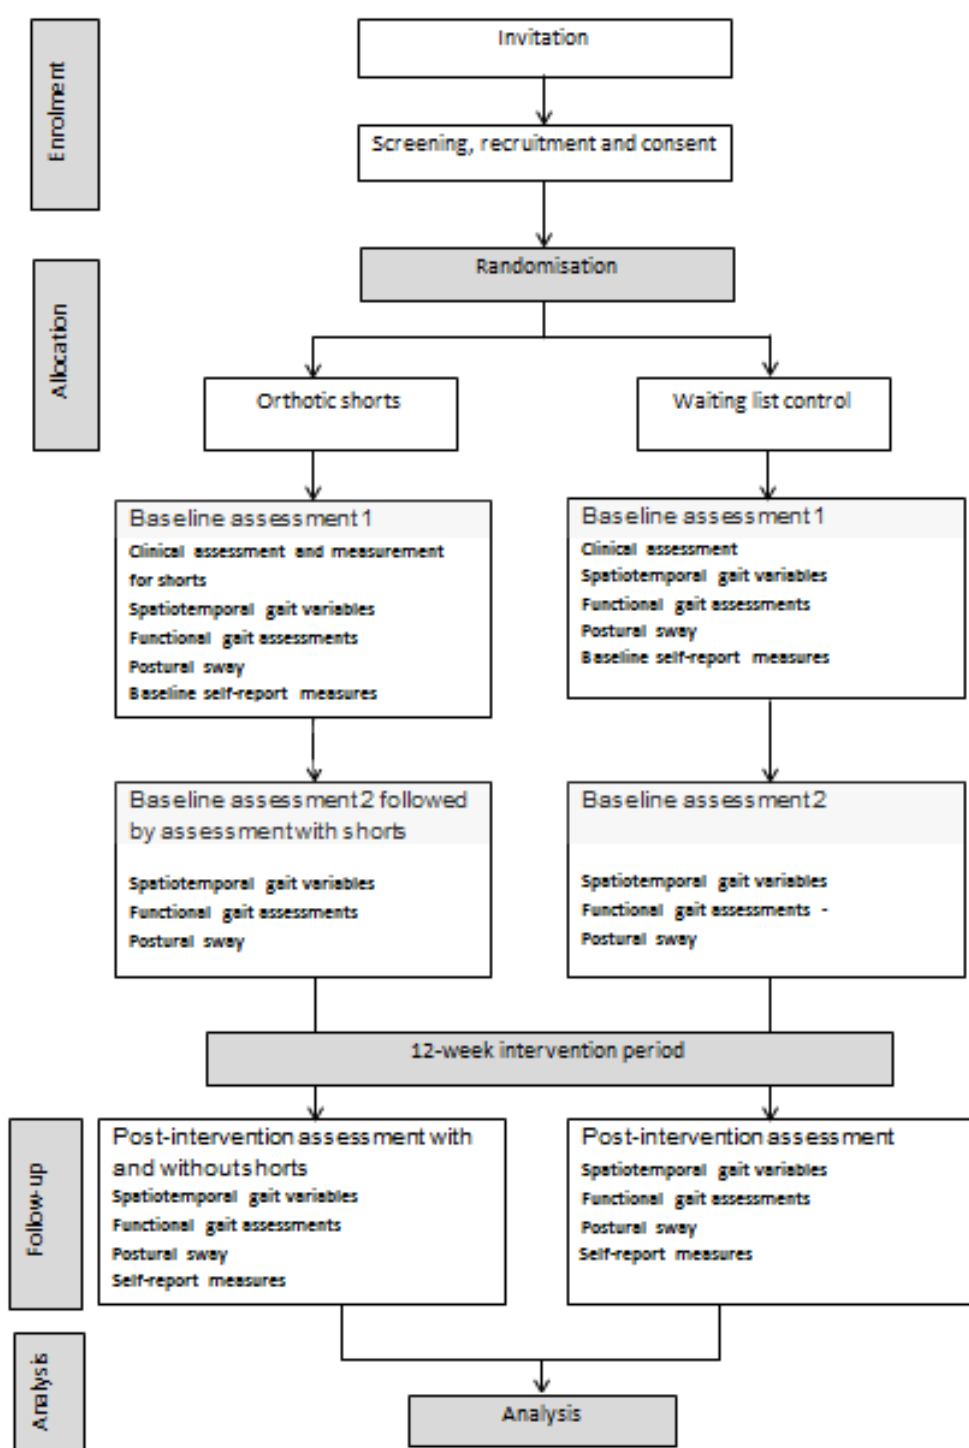 Enrolment
Invitation
Screening, recruitment and consent
Allocation
Randomisation
Orthotic shorts
Waiting list control
Baseline assessment 1
Clinical assessment and measurement
for shorts
Spatiotemporal gait variables
Functional gait assessments
Postural sway
Baseline self-report measures
Baseline assessment 1
Clinical assessment
Spatiotemporal gait variables
Functional gait assessments
Postural sway
Baseline self-report measures
Baseline assessment 2 followed
by assessment with shorts
Spatiotemporal gait variables
Functional gait assessments
Postural sway
Baseline assessment 2
Spatiotemporal gait variables
Functional gait assessments -
Postural sway
12-week intervention period
Follow-up
Post-intervention assessment with
and without shorts
Spatiotemporal gait variables
Functional gait assessments
Postural sway
Self-report measures
Post-intervention assessment
Spatiotemporal gait variables
Functional gait assessments
Postural sway
Self-report measures
Analysis
Analysis